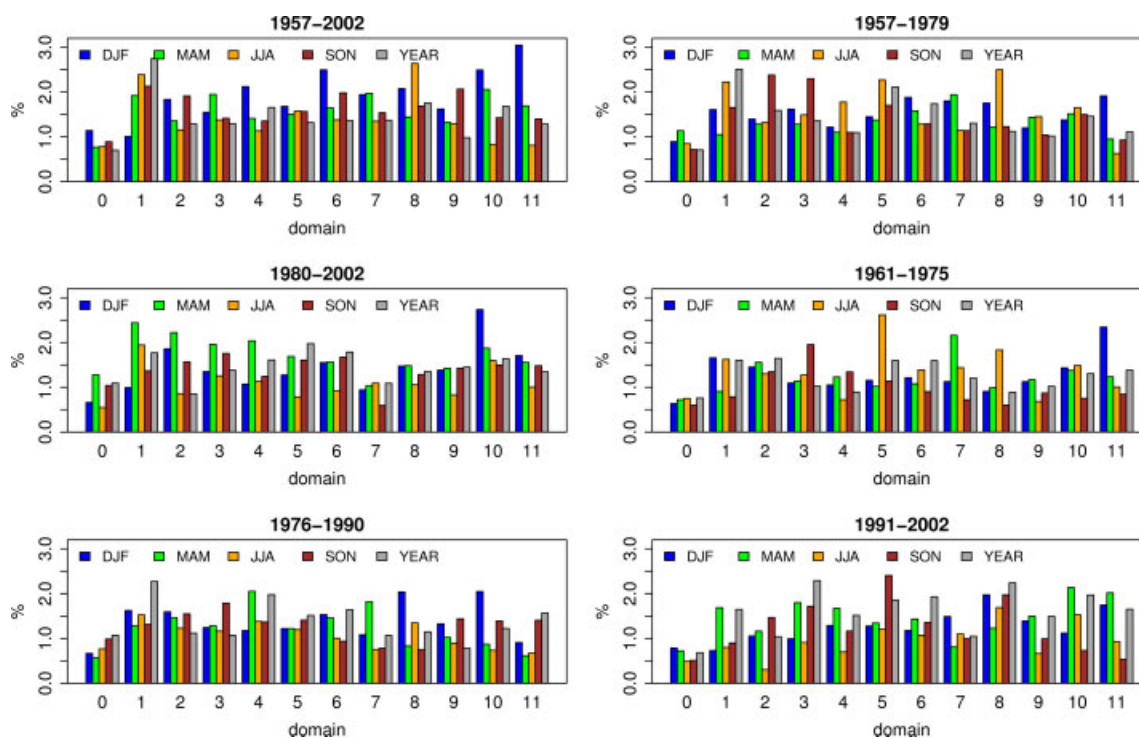 1957-2002
% 0.0 1.0 2.0 3.0
DJF MAM JJA SON YEAR
0 1 2 3 4 5 6 7 8 9 10 11
domain
1957-1979
% 0.0 1.0 2.0 3.0
DJF MAM JJA SON YEAR
0 1 2 3 4 5 6 7 8 9 10 11
domain
1980-2002
% 0.0 1.0 2.0 3.0
DJF MAM JJA SON YEAR
0 1 2 3 4 5 6 7 8 9 10 11
domain
1961-1975
% 0.0 1.0 2.0 3.0
DJF MAM JJA SON YEAR
0 1 2 3 4 5 6 7 8 9 10 11
domain
1976-1990
% 0.0 1.0 2.0 3.0
DJF MAM JJA SON YEAR
0 1 2 3 4 5 6 7 8 9 10 11
domain
1991-2002
% 0.0 1.0 2.0 3.0
DJF MAM JJA SON YEAR
0 1 2 3 4 5 6 7 8 9 10 11
domain